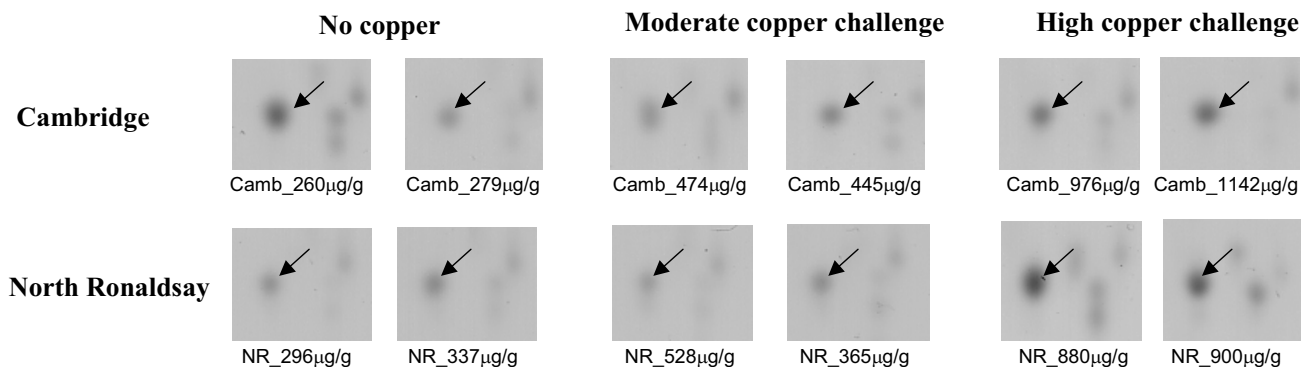 No copper Moderate copper challenge High copper challenge
Cambridge
Camb_260µg/g Camb_279µg/g Camb_474µg/g Camb_445µg/g Camb_976µg/g Camb_1142µg/g
North Ronaldsay
NR_296µg/g NR_337µg/g NR_528µg/g NR_365µg/g NR_880µg/g NR_900µg/g